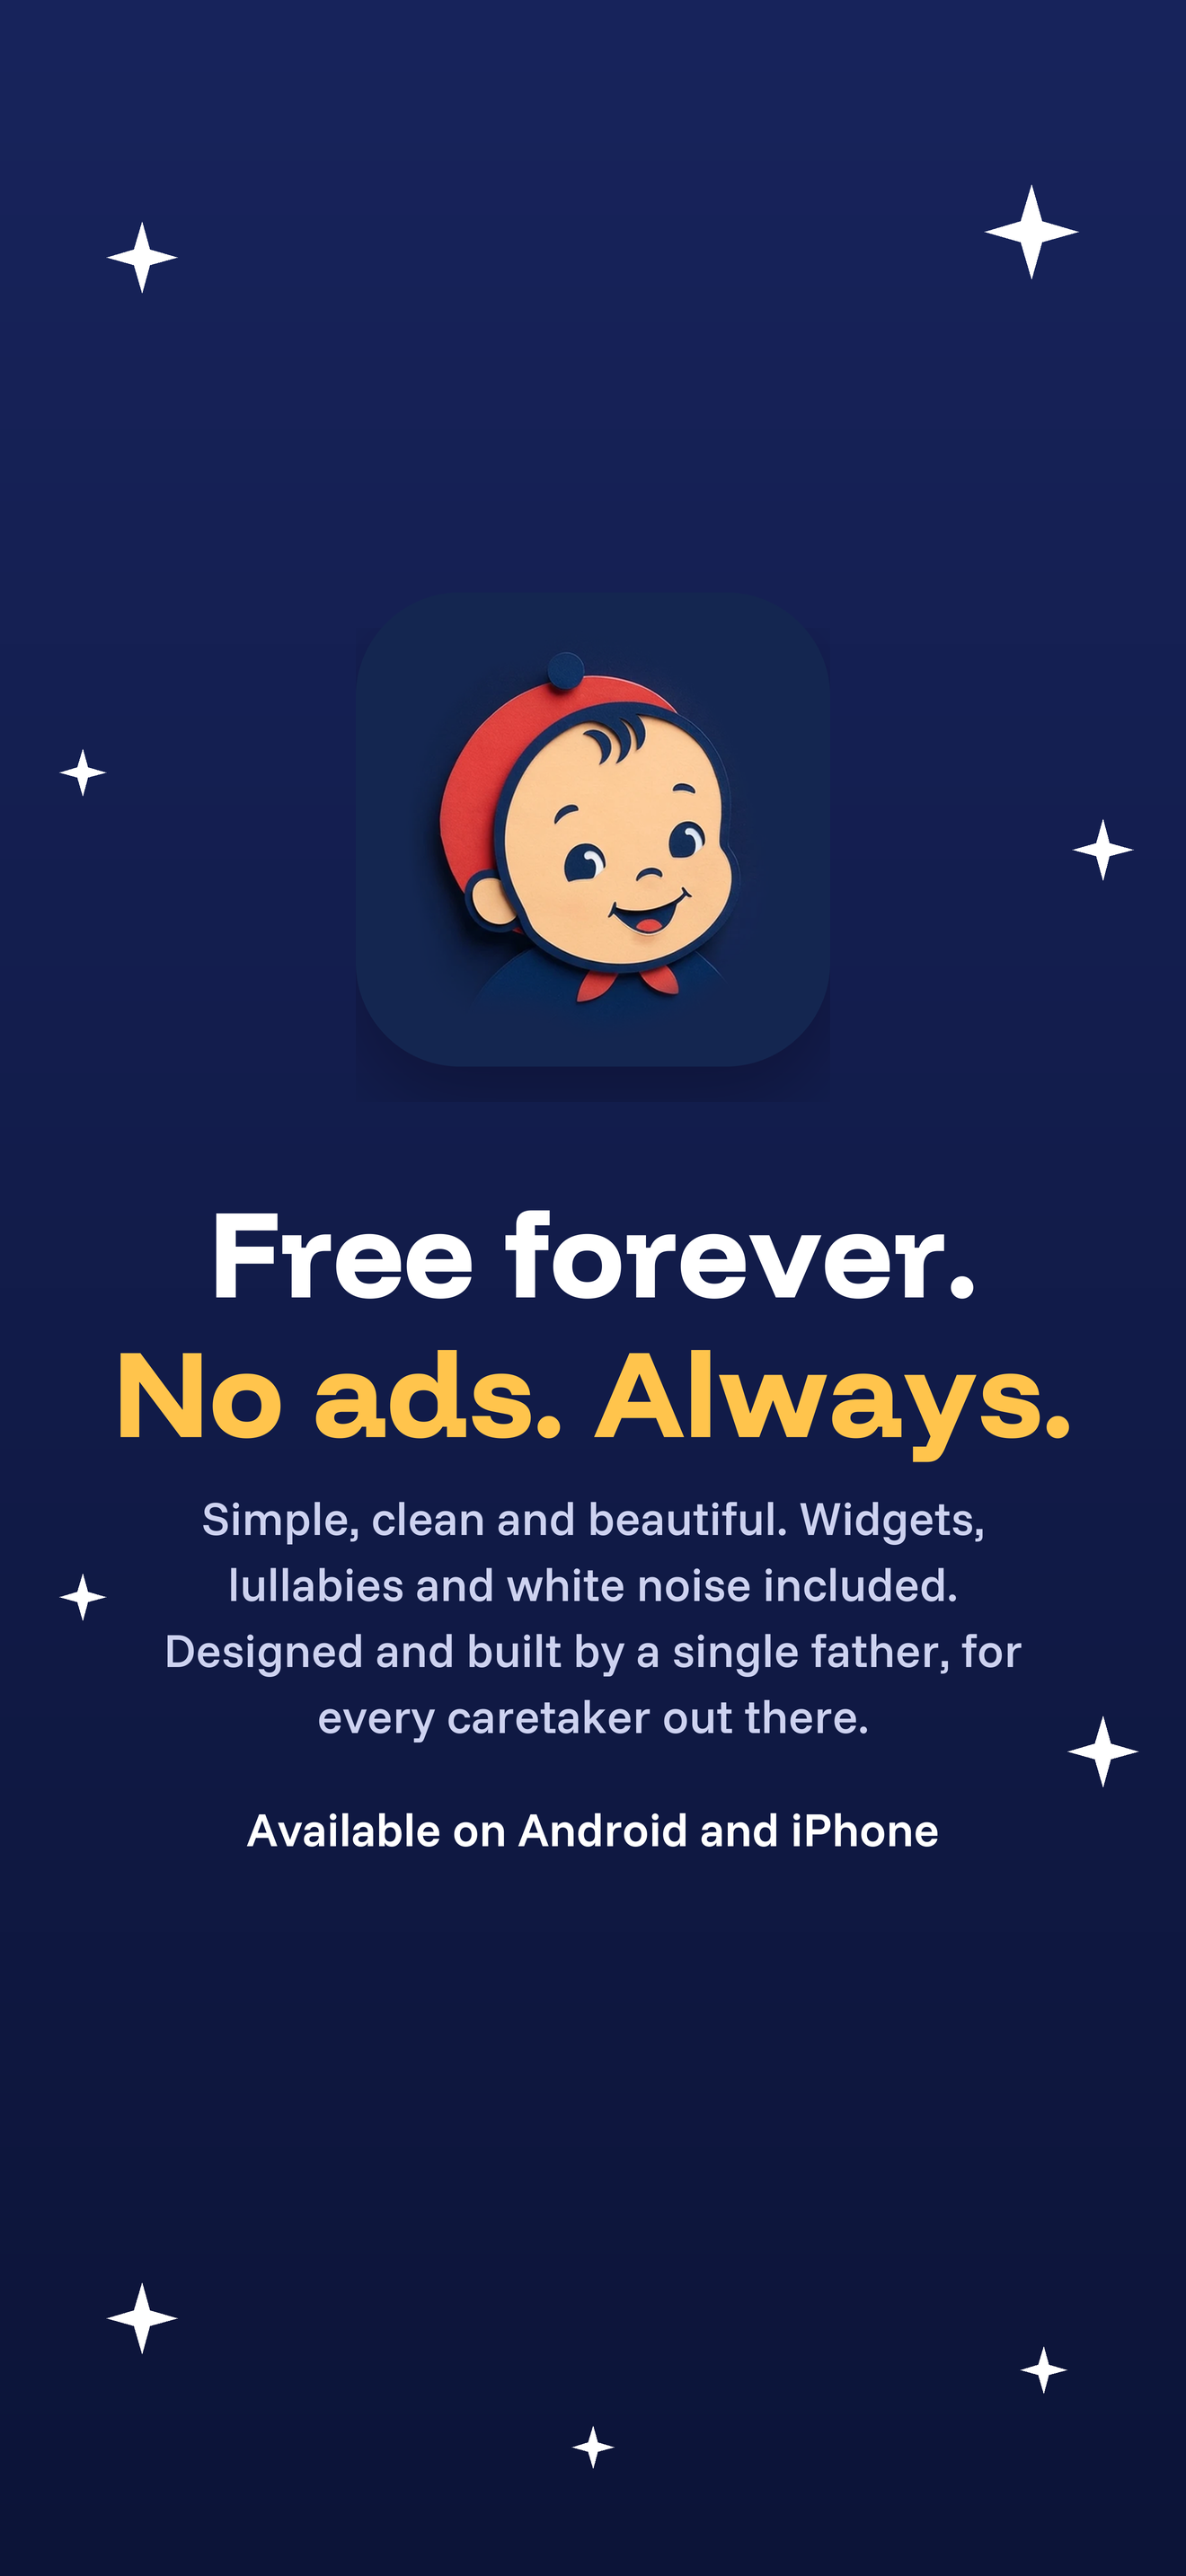 Free forever.
No ads. Always.
Simple, clean and beautiful. Widgets,
lullabies and white noise included.
Designed and built by a single father, for
every caretaker out there.
Available on Android and iPhone